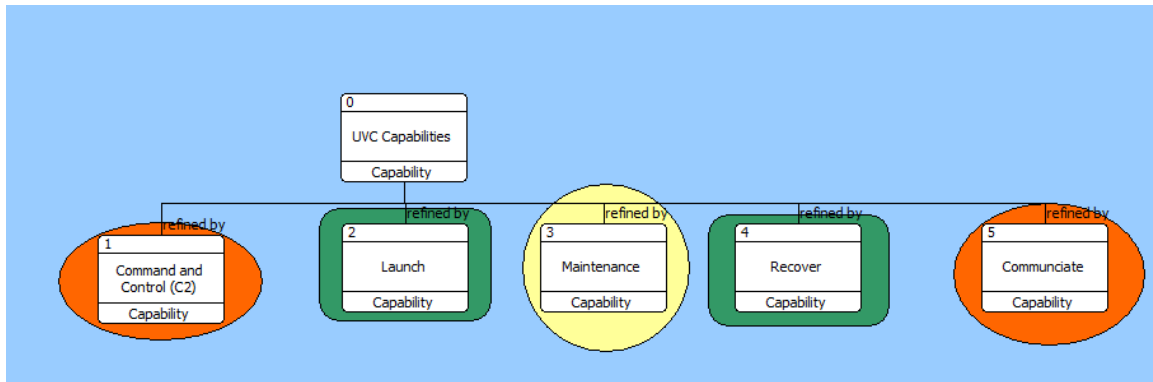 0
UVC Capabilities
Capability
refined by
refined by
refined by
refined by
refined by
1
Command and
Control (C2)
Capability
2
Launch
Capability
3
Maintenance
Capability
4
Recover
Capability
5
Communciate
Capability